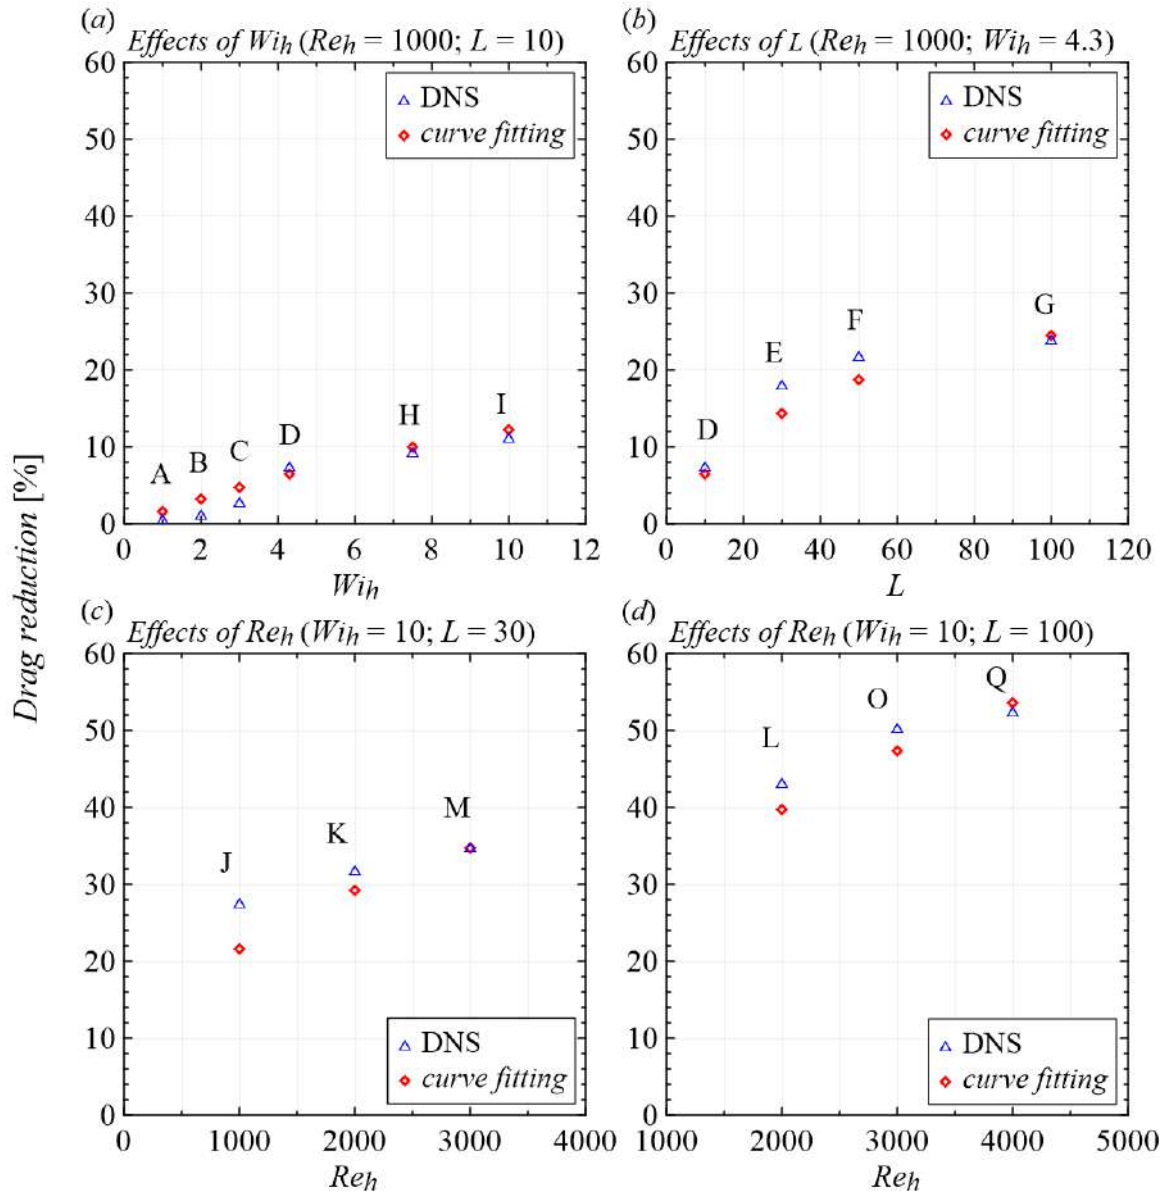 (a)
Effects of Wih (Reh = 1000; L = 10)
60
50
40
30
20
10
0
DNS
curve fitting
A
B
C
D
H
I
0 2 4 6 8 10 12
Wih
(b)
Effects of L (Reh = 1000; Wih = 4.3)
60
50
40
30
20
10
0
DNS
curve fitting
D
E
F
G
0 20 40 60 80 100 120
L
Drag reduction [%]
(c)
Effects of Reh (Wih = 10; L = 30)
60
50
40
30
20
10
0
J
K
M
DNS
curve fitting
0 1000 2000 3000 4000
Reh
(d)
Effects of Reh (Wih = 10; L = 100)
60
50
40
30
20
10
0
L
O
Q
DNS
curve fitting
1000 2000 3000 4000 5000
Reh